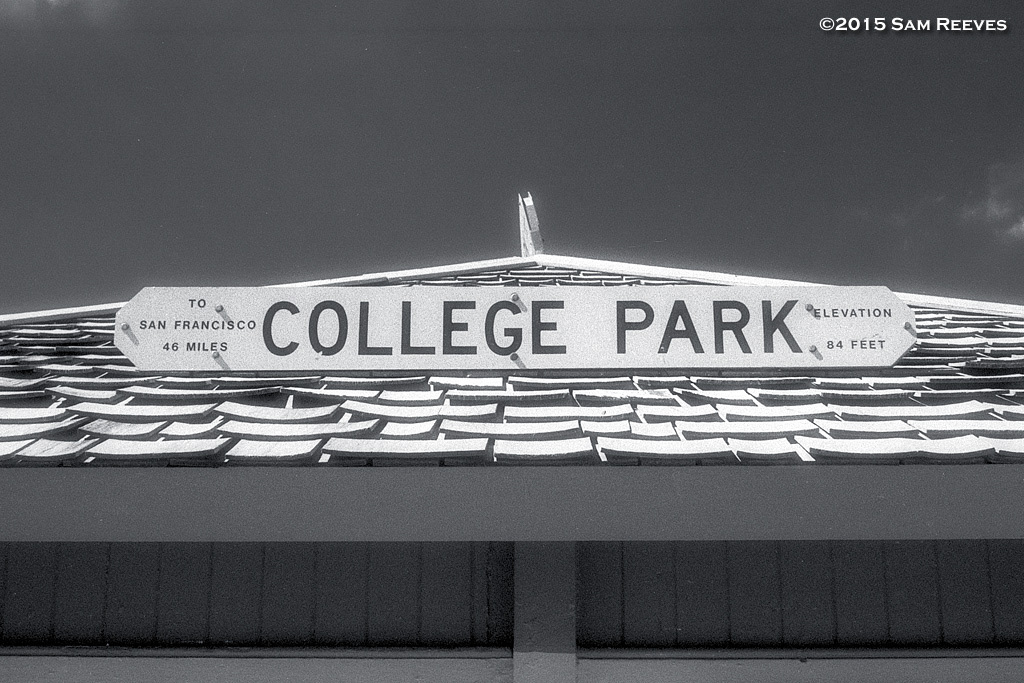 ©2015 SAM REEVES
TO
SAN FRANCISCO
46 MILES
COLLEGE PARK
ELEVATION
84 FEET